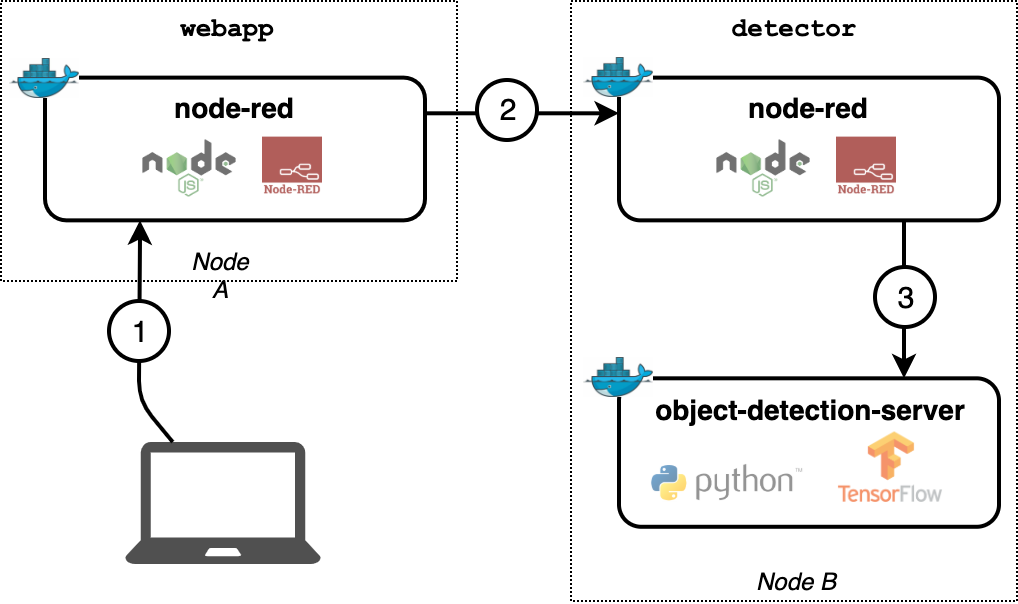 webapp
node-red
node
JS
Node-RED
Node
A
1
2
detector
node-red
node
JS
Node-RED
3
object-detection-server
python™
TensorFlow
Node B